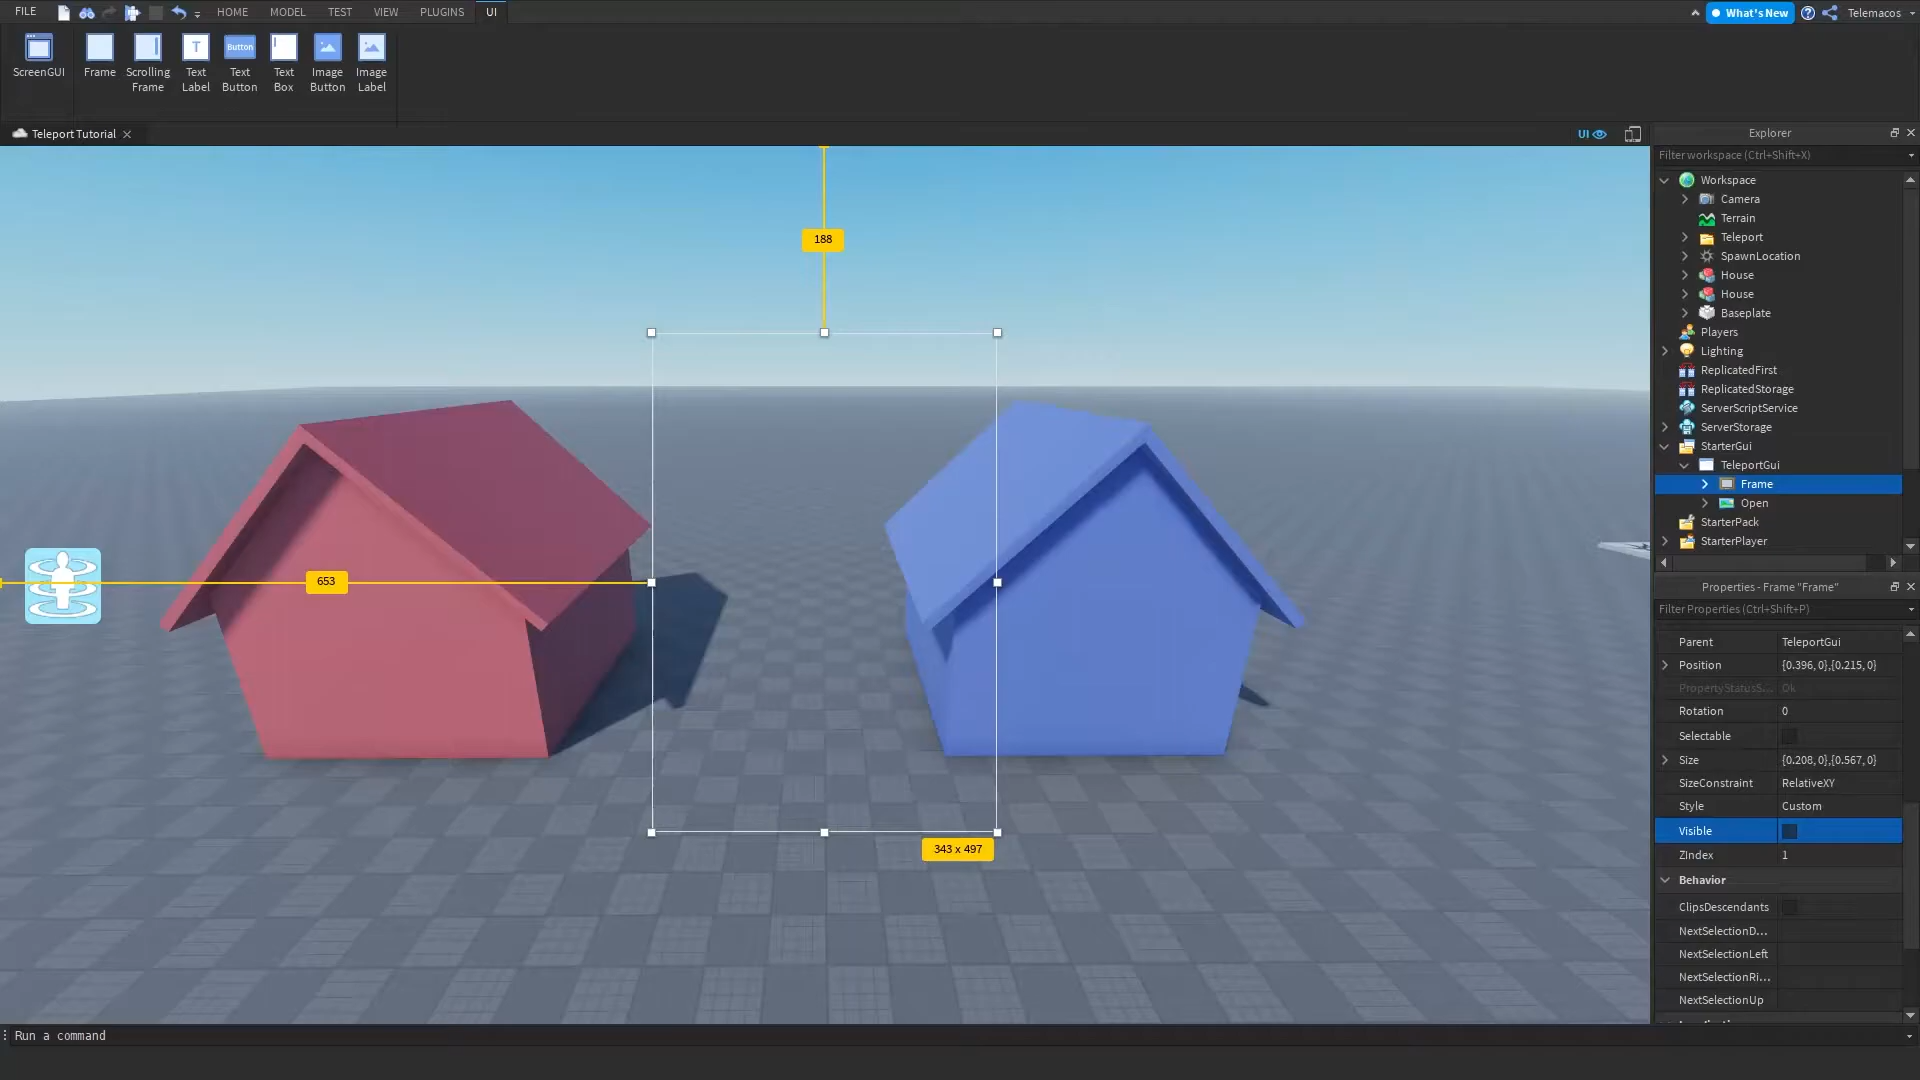 FILE
HOME
MODEL
TEST
VIEW
PLUGINS
UI
What's New
Telemacos
ScreenGUI
Frame
Scrolling
Frame
Text
Label
Button
Text
Button
Text
Box
Image
Button
Image
Label
T
Teleport Tutorial
UI
Explorer
Filter workspace (Ctrl+Shift+X)
Workspace
Camera
Terrain
Teleport
SpawnLocation
House
House
Baseplate
Players
Lighting
ReplicatedFirst
ReplicatedStorage
ServerScriptService
ServerStorage
StarterGui
TeleportGui
Frame
Open
StarterPack
StarterPlayer
188
653
343 x 497
Properties - Frame "Frame"
Filter Properties (Ctrl+Shift+P)
Parent TeleportGui
Position {0.396, 0},{0.215, 0}
PropertyStatusS... Ok
Rotation 0
Selectable
Size {0.208, 0},{0.567, 0}
SizeConstraint RelativeXY
Style Custom
Visible
ZIndex 1
Behavior
ClipsDescendants
NextSelectionD...
NextSelectionLeft
NextSelectionRi...
NextSelectionUp
Run a command